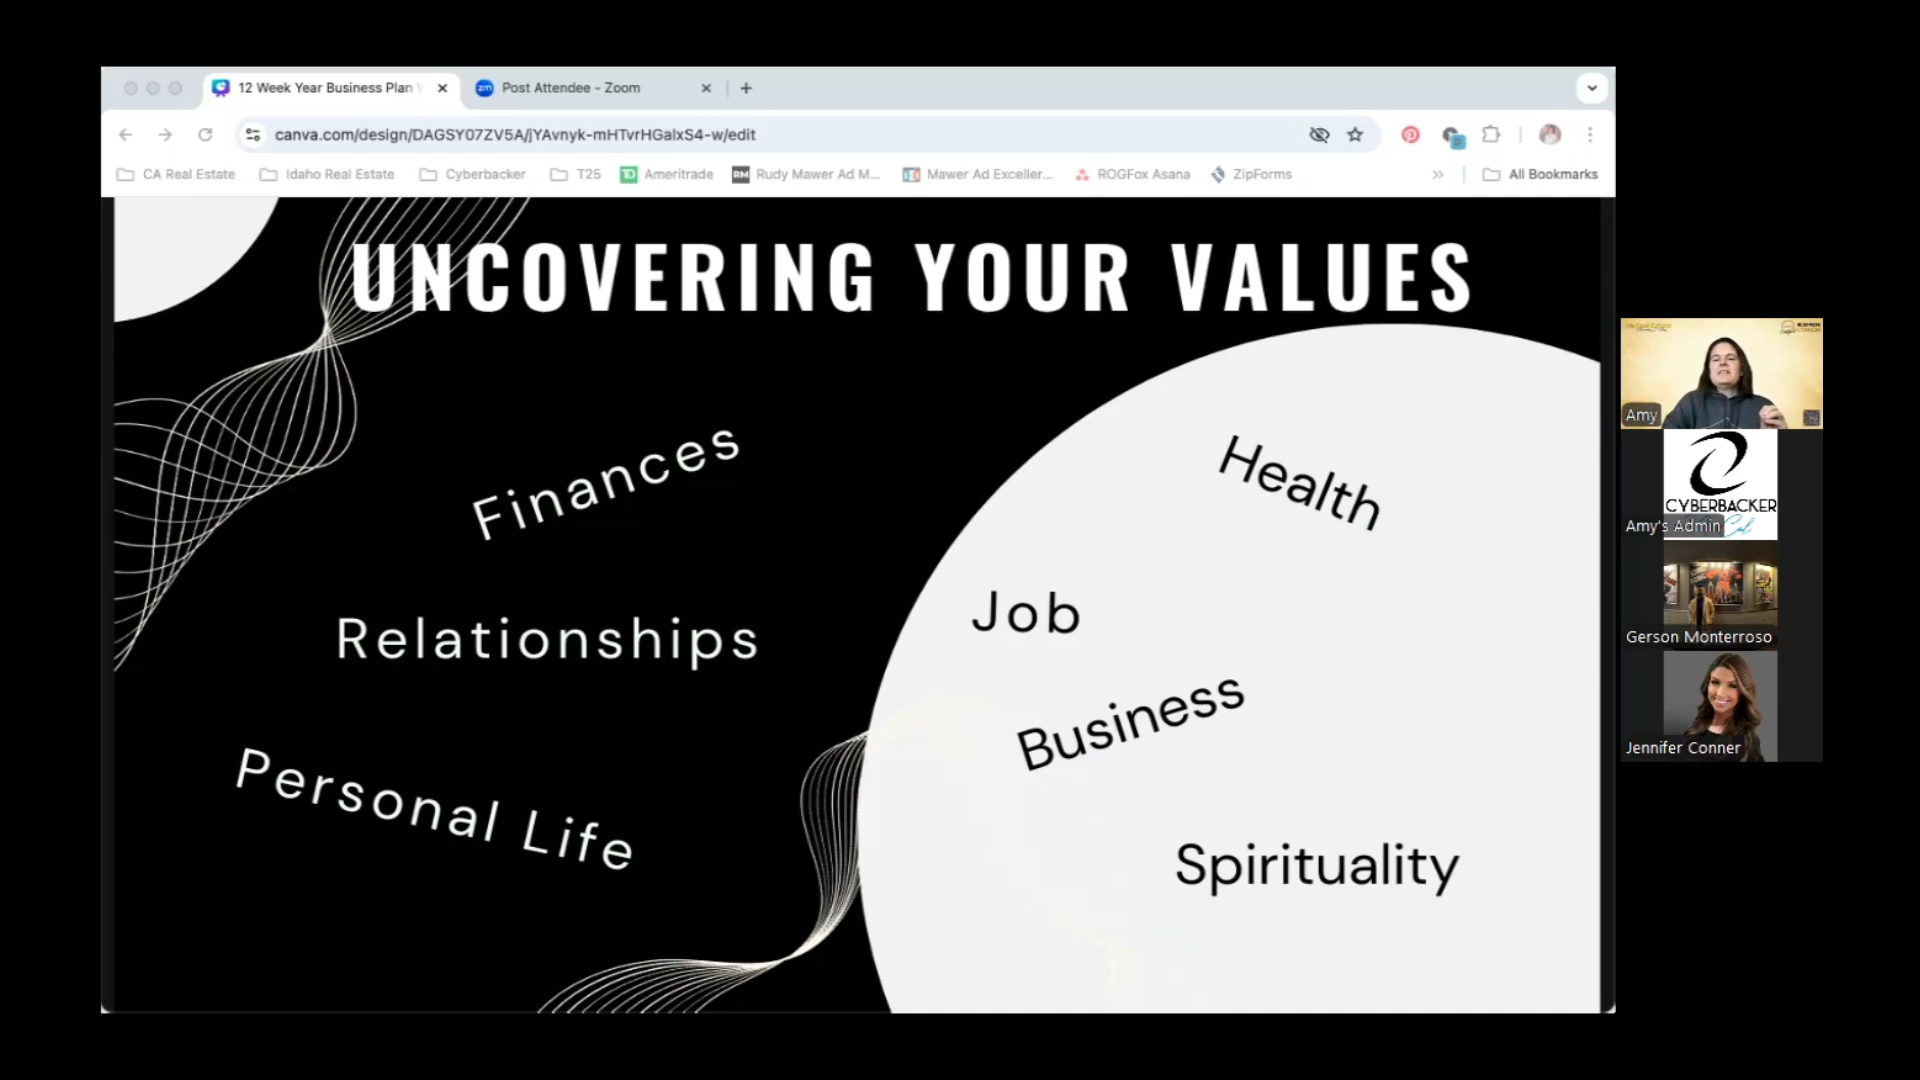 12 Week Year Business Plan
Post Attendee - Zoom
canva.com/design/DAGSY07ZV5A/jYAvnyk-mHTvrHGalxS4-w/edit
CA Real Estate
Idaho Real Estate
Cyberbacker
T25
Ameritrade
RM
Rudy Mawer Ad M...
Mawer Ad Exceller...
ROGFox Asana
ZipForms
All Bookmarks
UNCOVERING YOUR VALUES
Finances
Health
Job
Relationships
Business
Personal Life
Spirituality
Amy
CYBERBACKER
Amy's Admin
Gerson Monterroso
Jennifer Conner